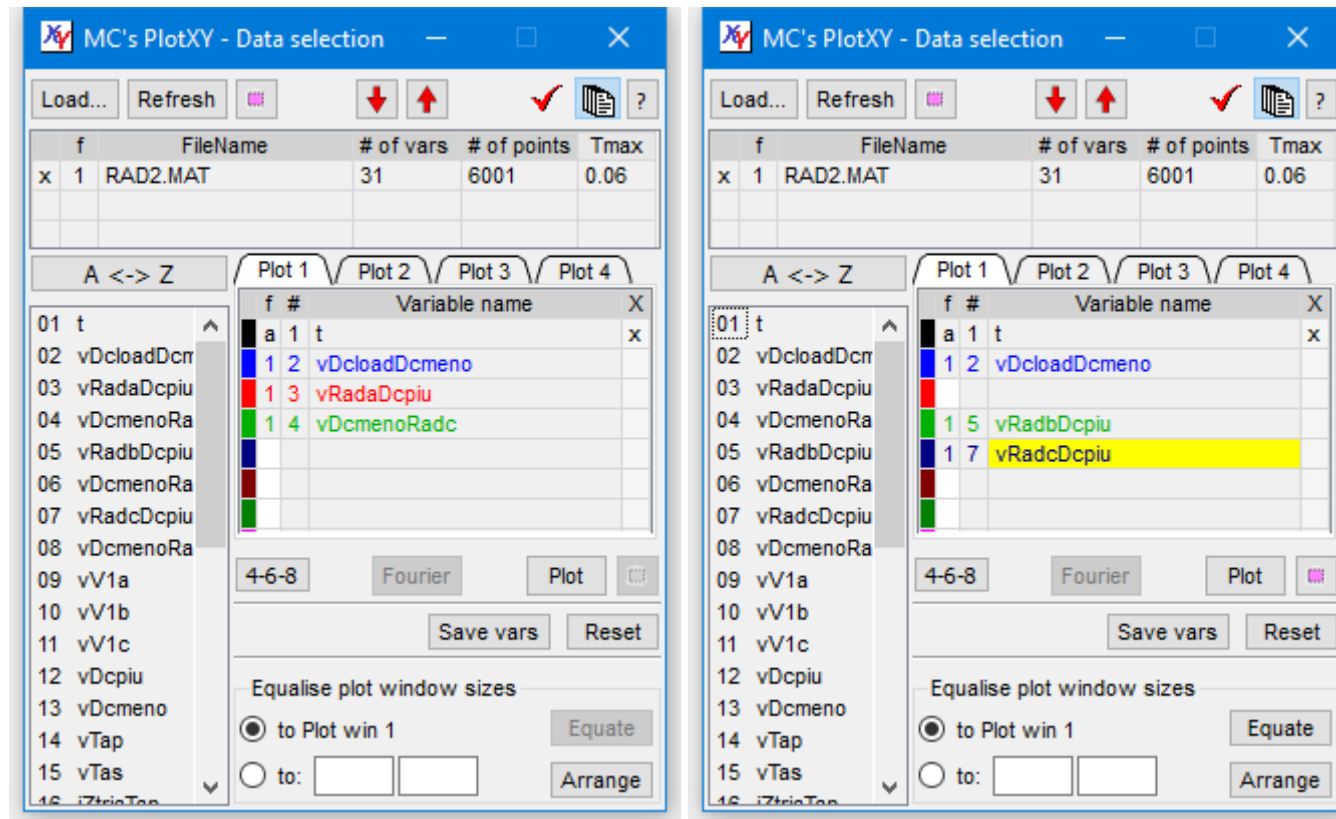 MC's PlotXY - Data selection
Load... Refresh ?
f FileName # of vars # of points Tmax
x 1 RAD2.MAT 31 6001 0.06
A <-> Z
Plot 1 Plot 2 Plot 3 Plot 4
f # Variable name X
a 1 t x
1 2 vDcloadDcmeno
1 3 vRadaDcpiu
1 4 vDcmenoRadc
01 t
02 vDcloadDcm
03 vRadaDcpiu
04 vDcmenoRa
05 vRadbDcpiu
06 vDcmenoRa
07 vRadcDcpiu
08 vDcmenoRa
09 vV1a
10 vV1b
11 vV1c
12 vDcpiu
13 vDcmeno
14 vTap
15 vTas
4-6-8 Fourier Plot
Save vars Reset
Equalise plot window sizes
to Plot win 1 Equate
to: Arrange
MC's PlotXY - Data selection
Load... Refresh ?
f FileName # of vars # of points Tmax
x 1 RAD2.MAT 31 6001 0.06
A <-> Z
Plot 1 Plot 2 Plot 3 Plot 4
f # Variable name X
a 1 t x
1 2 vDcloadDcmeno
1 5 vRadbDcpiu
1 7 vRadcDcpiu
01 t
02 vDcloadDcm
03 vRadaDcpiu
04 vDcmenoRa
05 vRadbDcpiu
06 vDcmenoRa
07 vRadcDcpiu
08 vDcmenoRa
09 vV1a
10 vV1b
11 vV1c
12 vDcpiu
13 vDcmeno
14 vTap
15 vTas
4-6-8 Fourier Plot
Save vars Reset
Equalise plot window sizes
to Plot win 1 Equate
to: Arrange